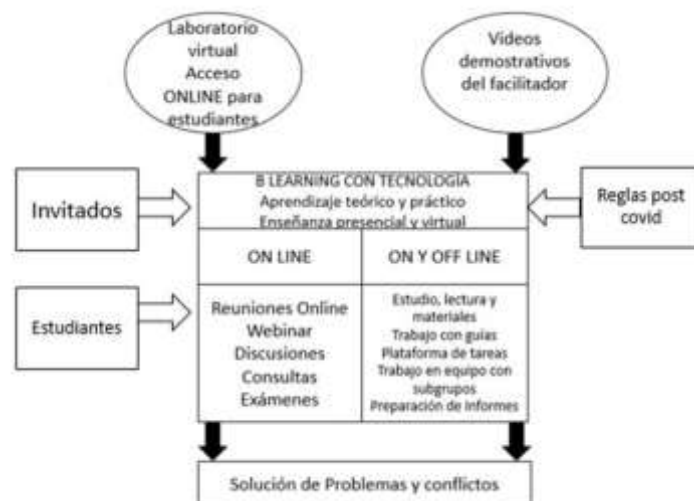 Laboratorio
virtual
Acceso
ONLINE para
estudiantes
Videos
demostrativos
del facilitador
Invitados
B LEARNING CON TECNOLOGÍA
Aprendizaje teórico y práctico
Enseñanza presencial y virtual
Reglas post
covid
ON LINE
ON Y OFF LINE
Estudiantes
Reuniones Online
Webinar
Discusiones
Consultas
Exámenes
Estudio, lectura y
materiales
Trabajo con guías
Plataforma de tareas
Trabajo en equipo con
subgrupos
Preparación de Informes
Solución de Problemas y conflictos